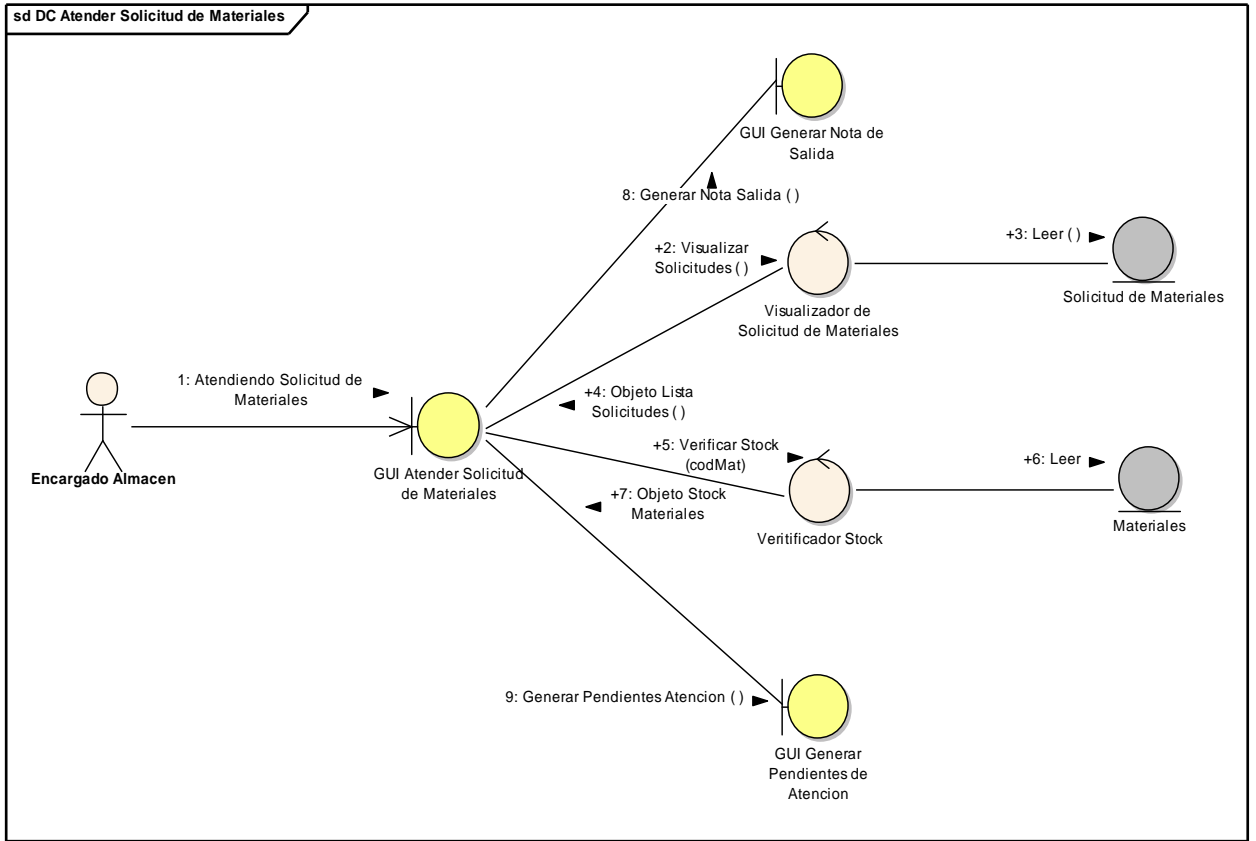 sd DC Atender Solicitud de Materiales
GUI Generar Nota de
Salida
8: Generar Nota Salida ( )
+2: Visualizar
Solicitudes ( )
+3: Leer ( )
Visualizador de
Solicitud de Materiales
Solicitud de Materiales
1: Atendiendo Solicitud de
Materiales
+4: Objeto Lista
Solicitudes ( )
Encargado Almacen
GUI Atender Solicitud
de Materiales
+5: Verificar Stock
(codMat)
+6: Leer
+7: Objeto Stock
Materiales
Veritificador Stock
Materiales
9: Generar Pendientes Atencion ( )
GUI Generar
Pendientes de
Atencion